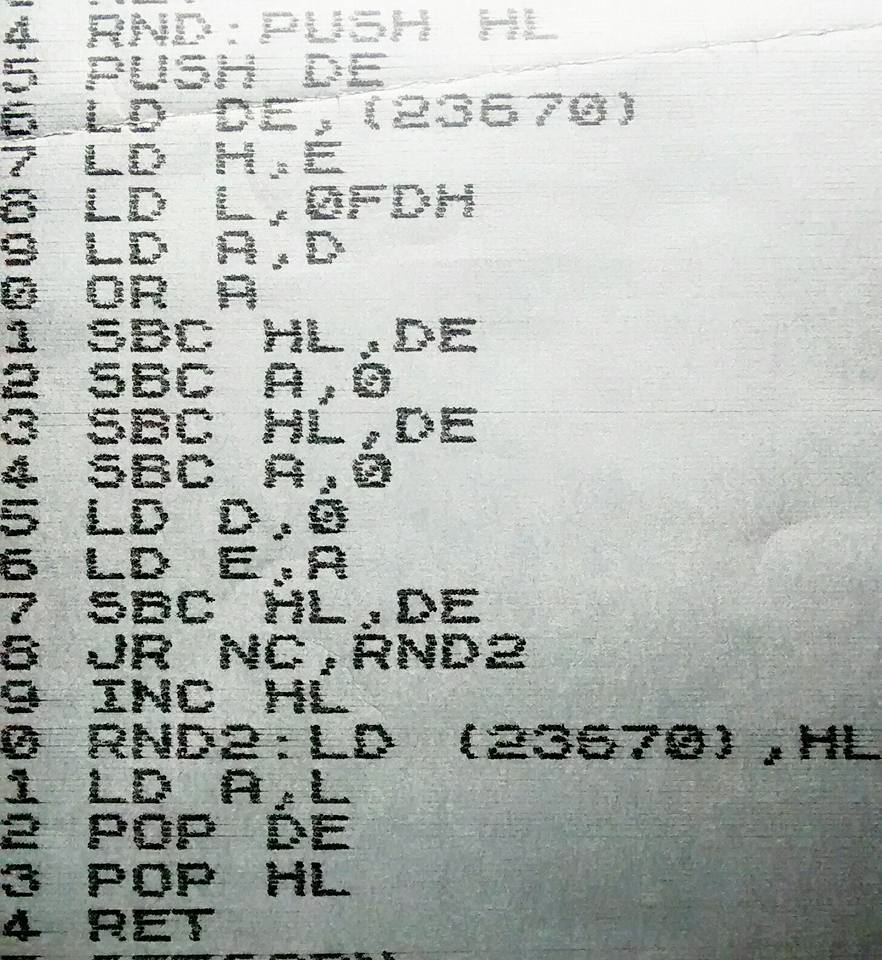 4 RND:PUSH HL
5 PUSH DE
6 LD DE,(23670)
7 LD H,E
8 LD L,0FDH
9 LD A,D
0 OR A
1 SBC HL,DE
2 SBC A,0
3 SBC HL,DE
4 SBC A,0
5 LD D,0
6 LD E,A
7 SBC HL,DE
8 JR NC,RND2
9 INC HL
0 RND2:LD (23670),HL
1 LD A,L
2 POP DE
3 POP HL
4 RET